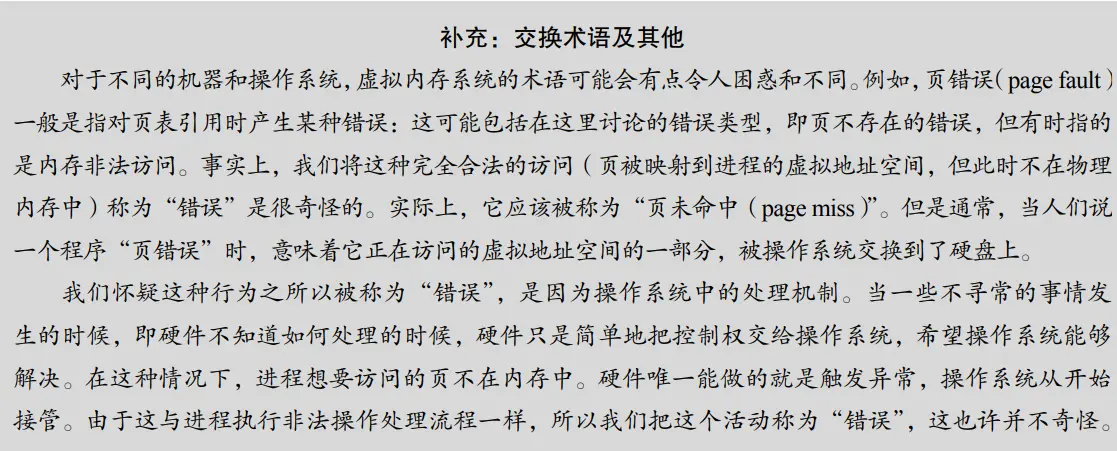 补充：交换术语及其他
对于不同的机器和操作系统，虚拟内存系统的术语可能会有点令人困惑和不同。例如，页错误（page fault）
一般是指对页表引用时产生某种错误：这可能包括在这里讨论的错误类型，即页不存在的错误，但有时指的
是内存非法访问。事实上，我们将这种完全合法的访问（页被映射到进程的虚拟地址空间，但此时不在物理
内存中）称为“错误”是很奇怪的。实际上，它应该被称为“页未命中（page miss）”。但是通常，当人们说
一个程序“页错误”时，意味着它正在访问的虚拟地址空间的一部分，被操作系统交换到了硬盘上。
我们怀疑这种行为之所以被称为“错误”，是因为操作系统中的处理机制。当一些不寻常的事情发
生的时候，即硬件不知道如何处理的时候，硬件只是简单地把控制权交给操作系统，希望操作系统能够
解决。在这种情况下，进程想要访问的页不在内存中。硬件唯一能做的就是触发异常，操作系统从开始
接管。由于这与进程执行非法操作处理流程一样，所以我们把这个活动称为“错误”，这也许并不奇怪。